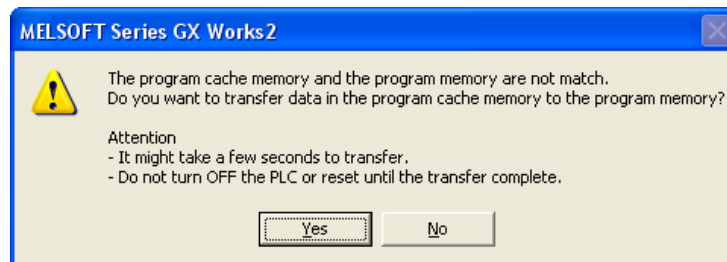 MELSOFT Series GX Works2
The program cache memory and the program memory are not match.
Do you want to transfer data in the program cache memory to the program memory?
Attention
- It might take a few seconds to transfer.
- Do not turn OFF the PLC or reset until the transfer complete.
Yes
No